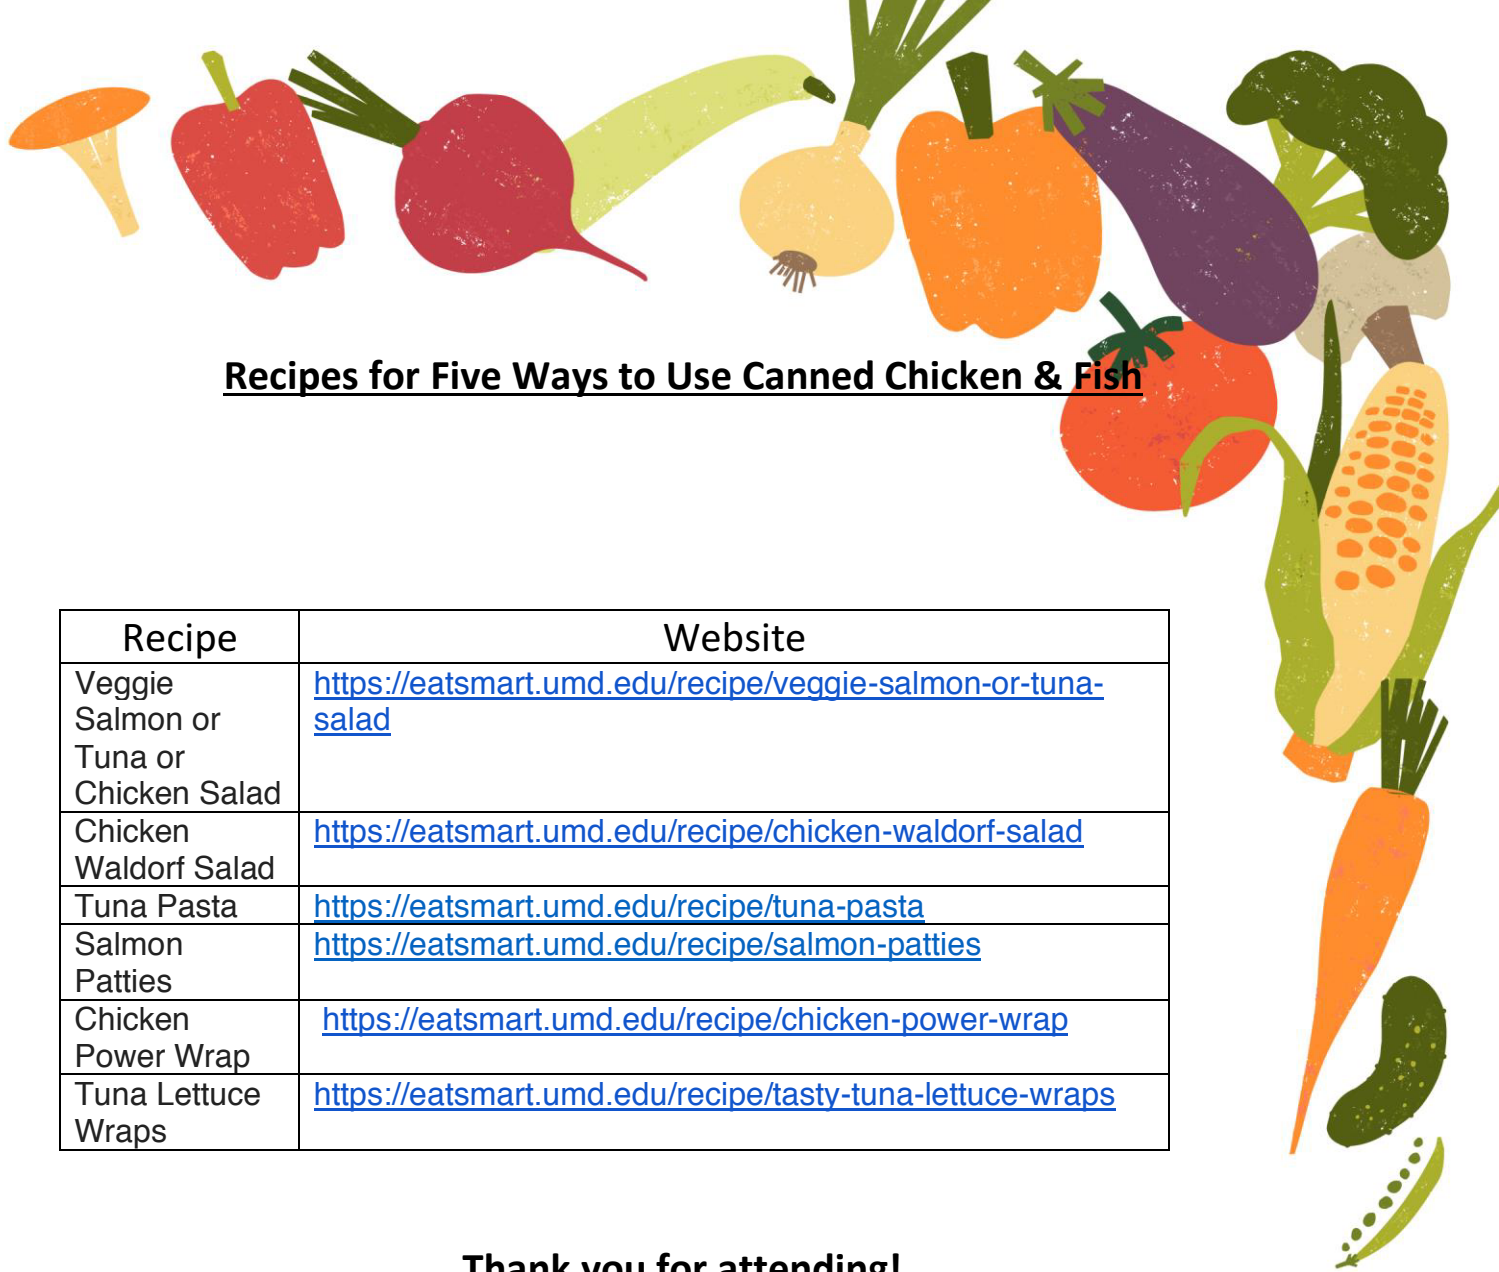 Recipes for Five Ways to Use Canned Chicken & Fish
Recipe
Website
Veggie
Salmon or
Tuna or
Chicken Salad
https://eatsmart.umd.edu/recipe/veggie-salmon-or-tuna-
salad
Chicken
Waldorf Salad
https://eatsmart.umd.edu/recipe/chicken-waldorf-salad
Tuna Pasta
https://eatsmart.umd.edu/recipe/tuna-pasta
Salmon
Patties
https://eatsmart.umd.edu/recipe/salmon-patties
Chicken
Power Wrap
https://eatsmart.umd.edu/recipe/chicken-power-wrap
Tuna Lettuce
Wraps
https://eatsmart.umd.edu/recipe/tasty-tuna-lettuce-wraps
Thank you for attending!